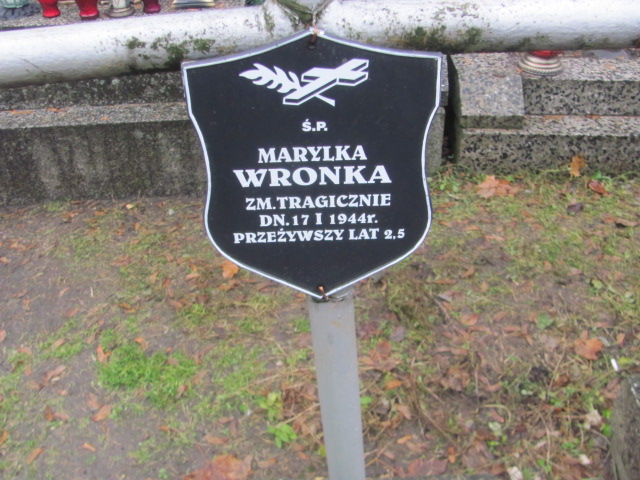 Ś.P.
MARYLKA
WRONKA
ZM.TRAGICZNIE
DN.17 I 1944r.
PRZEŻYWSZY LAT 2,5